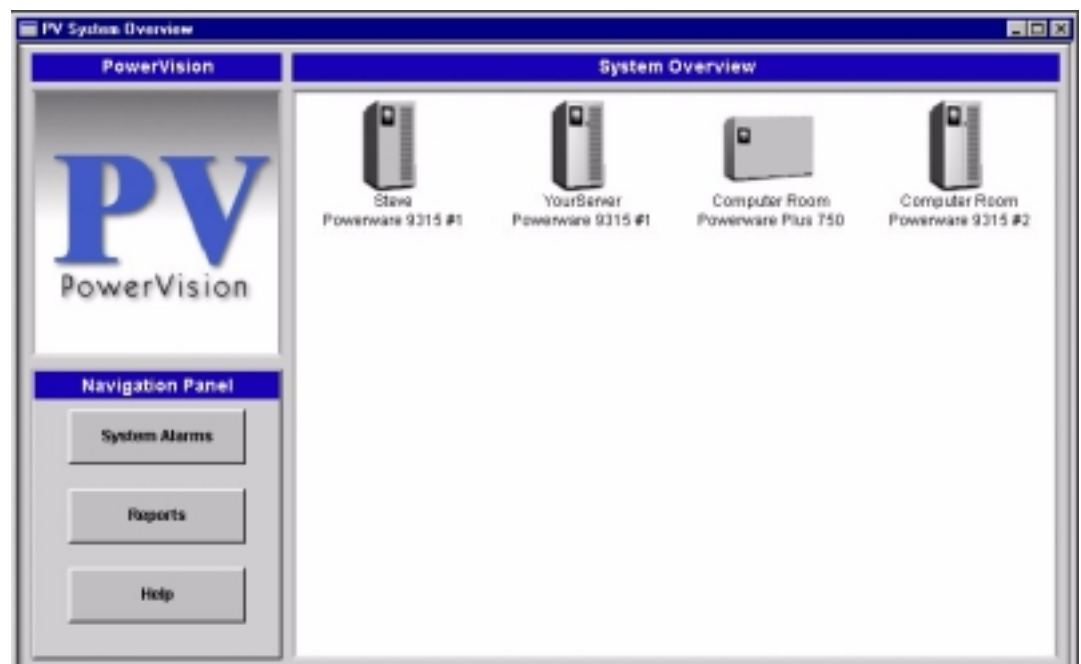 PV System Overview
PowerVision
System Overview
PV
PowerVision
Steve
Powerware 9315 #1
YourServer
Powerware 9315 #1
Computer Room
Powerware Plus 750
Computer Room
Powerware 9315 #2
Navigation Panel
System Alarms
Reports
Help